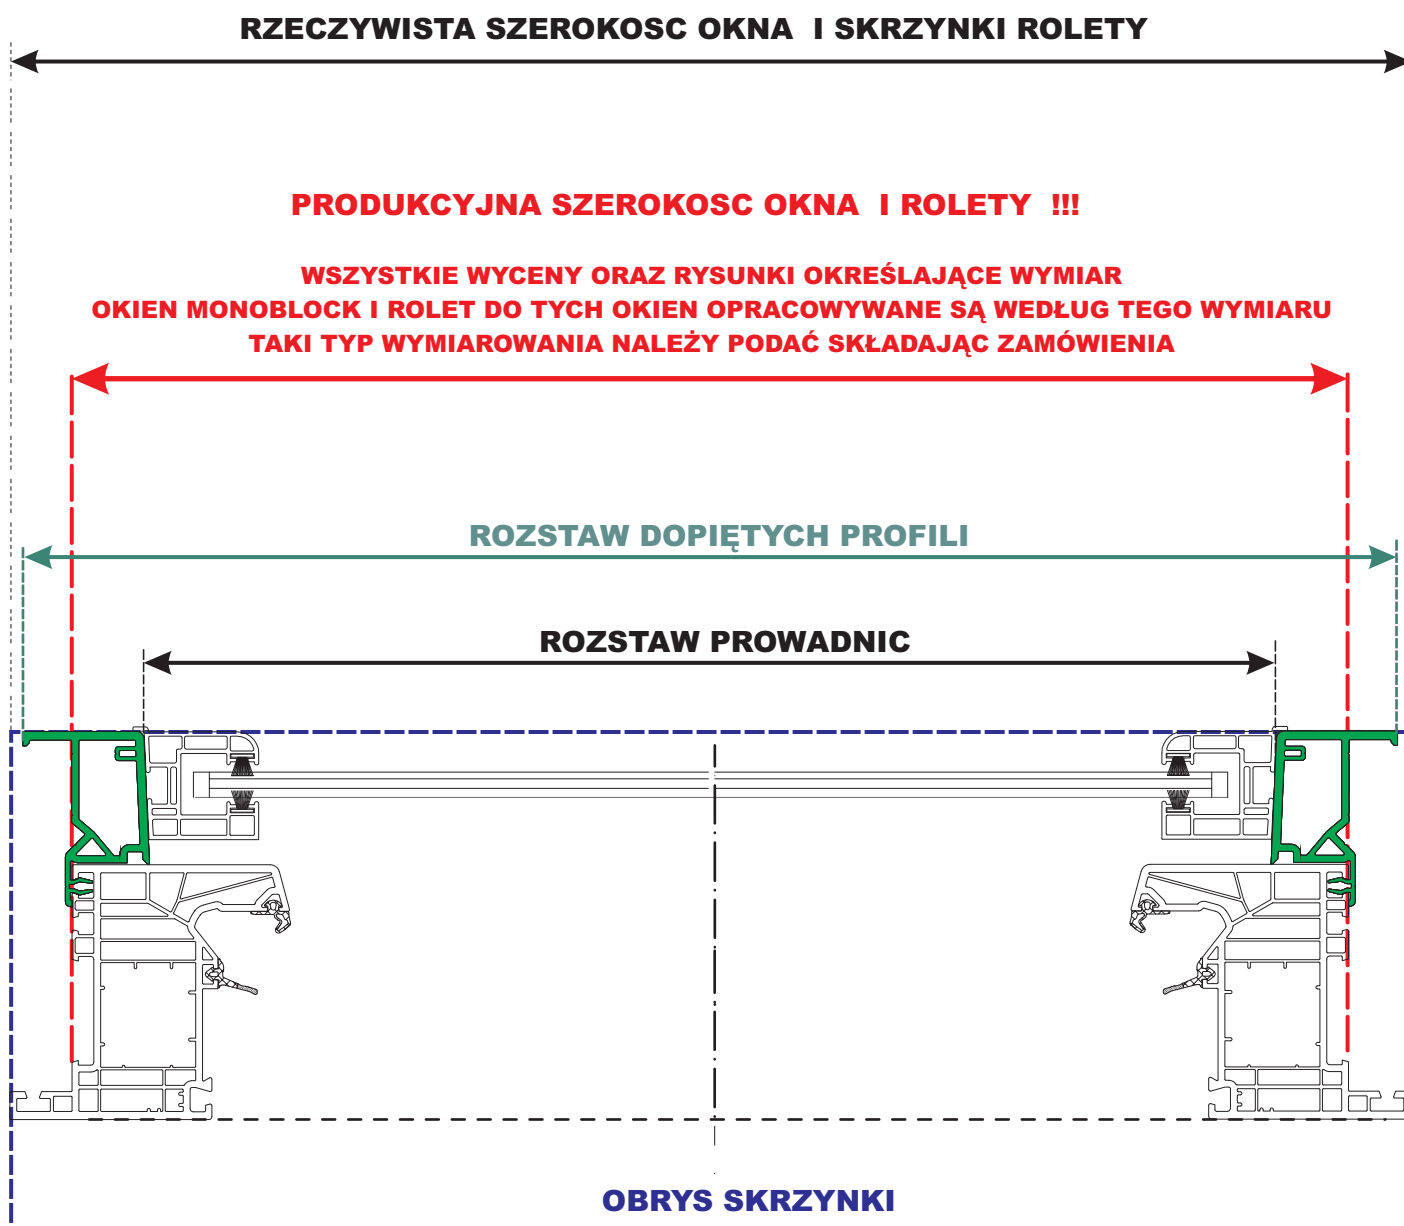 RZECZYWISTA SZEROKOSC OKNA I SKRZYNKI ROLETY
PRODUKCYJNA SZEROKOSC OKNA I ROLETY !!!
WSZYSTKIE WYCENY ORAZ RYSUNKI OKREŚLAJĄCE WYMIAR
OKIEN MONOBLOCK I ROLET DO TYCH OKIEN OPRACOWYWANE SĄ WEDŁUG TEGO WYMIARU
TAKI TYP WYMIAROWANIA NALEŻY PODAĆ SKŁADAJĄC ZAMÓWIENIA
ROZSTAW DOPIĘTYCH PROFILI
ROZSTAW PROWADNIC
OBRYS SKRZYNKI